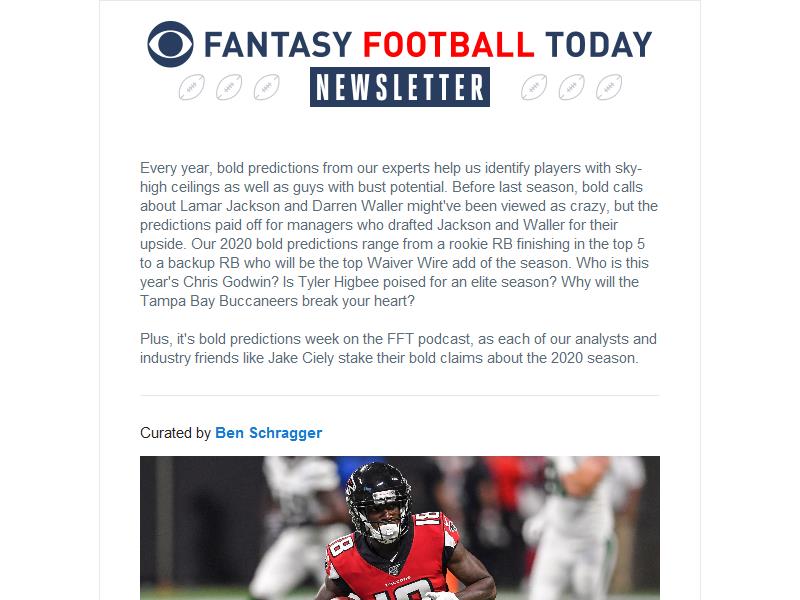 FANTASY FOOTBALL TODAY
NEWSLETTER
Every year, bold predictions from our experts help us identify players with sky-
high ceilings as well as guys with bust potential. Before last season, bold calls
about Lamar Jackson and Darren Waller might've been viewed as crazy, but the
predictions paid off for managers who drafted Jackson and Waller for their
upside. Our 2020 bold predictions range from a rookie RB finishing in the top 5
to a backup RB who will be the top Waiver Wire add of the season. Who is this
year's Chris Godwin? Is Tyler Higbee poised for an elite season? Why will the
Tampa Bay Buccaneers break your heart?
Plus, it's bold predictions week on the FFT podcast, as each of our analysts and
industry friends like Jake Ciely stake their bold claims about the 2020 season.
Curated by Ben Schragger
18
18
FALCONS
18